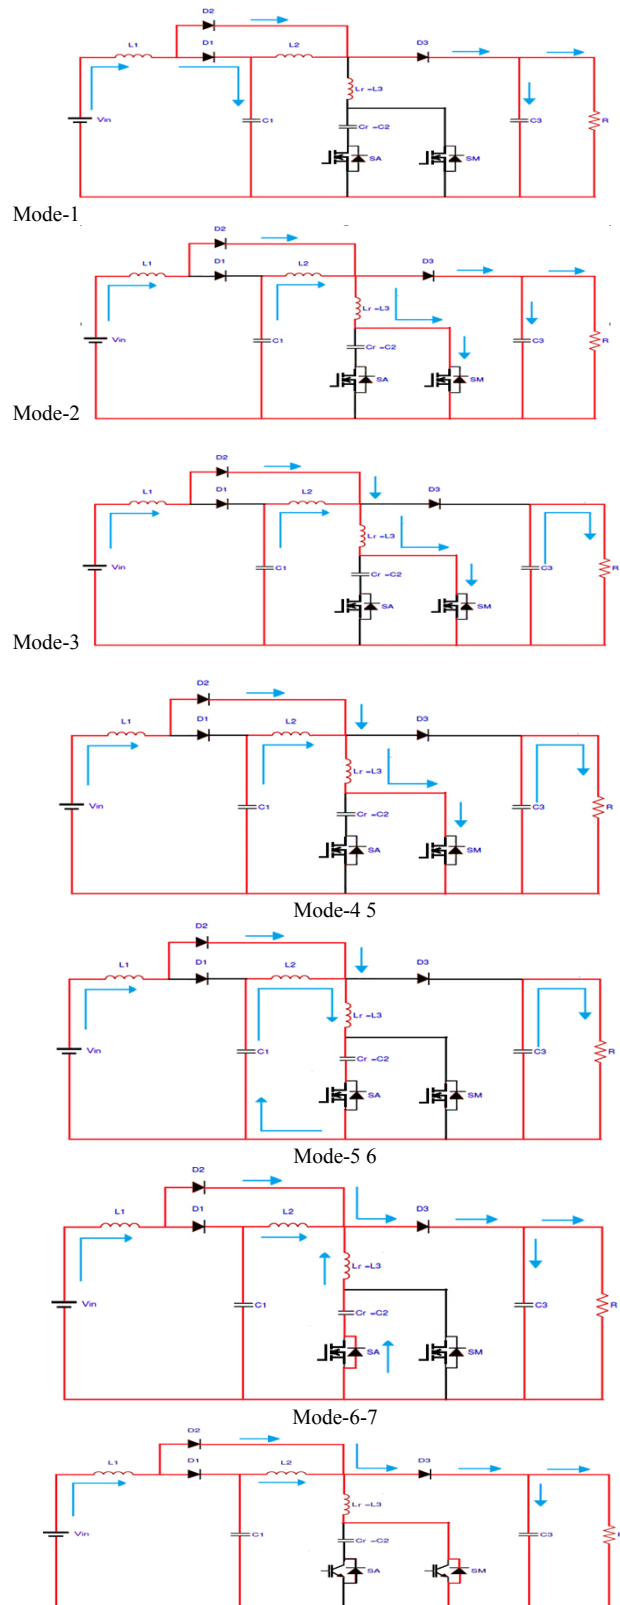 D2
L1
D1
L2
D3
Lr =L3
Vin
C1
Cr =C2
C3
R
SA
SM
Mode-1
D2
L1
D1
L2
D3
Lr =L3
Vin
C1
Cr =C2
C3
R
SA
SM
Mode-2
D2
L1
D1
L2
D3
Lr =L3
Vin
C1
Cr =C2
C3
R
SA
SM
Mode-3
D2
L1
D1
L2
D3
Lr =L3
Vin
C1
Cr =C2
C3
R
SA
SM
Mode-4 5
D2
L1
D1
L2
D3
Lr =L3
Vin
C1
Cr =C2
C3
R
SA
SM
Mode-5 6
D2
L1
D1
L2
D3
Lr =L3
Vin
C1
Cr =C2
C3
R
SA
SM
Mode-6-7
D2
L1
D1
L2
D3
Lr =L3
Vin
C1
Cr =C2
C3
SA
SM